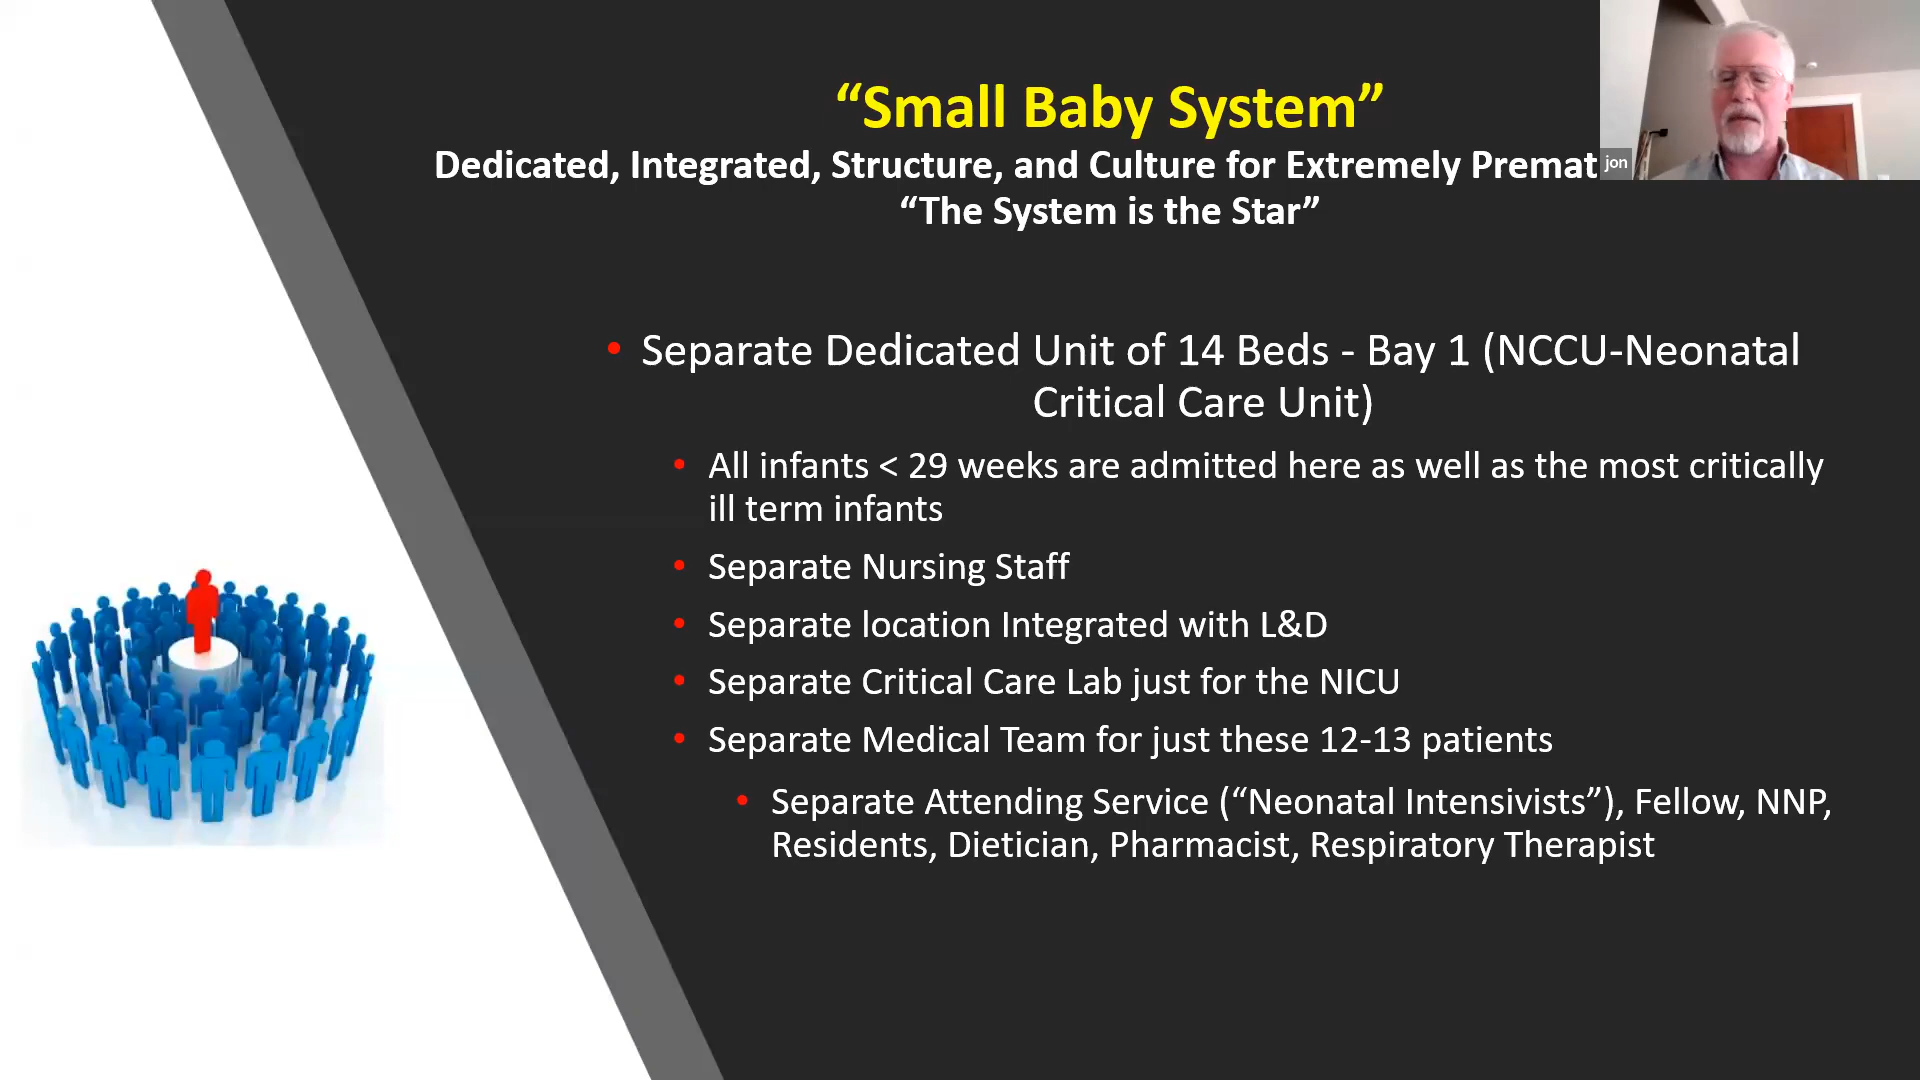 “Small Baby System”
Dedicated, Integrated, Structure, and Culture for Extremely Premat
“The System is the Star”
jon
• Separate Dedicated Unit of 14 Beds - Bay 1 (NCCU-Neonatal
Critical Care Unit)
• All infants < 29 weeks are admitted here as well as the most critically
ill term infants
• Separate Nursing Staff
• Separate location Integrated with L&D
• Separate Critical Care Lab just for the NICU
• Separate Medical Team for just these 12-13 patients
• Separate Attending Service (“Neonatal Intensivists”), Fellow, NNP,
Residents, Dietician, Pharmacist, Respiratory Therapist